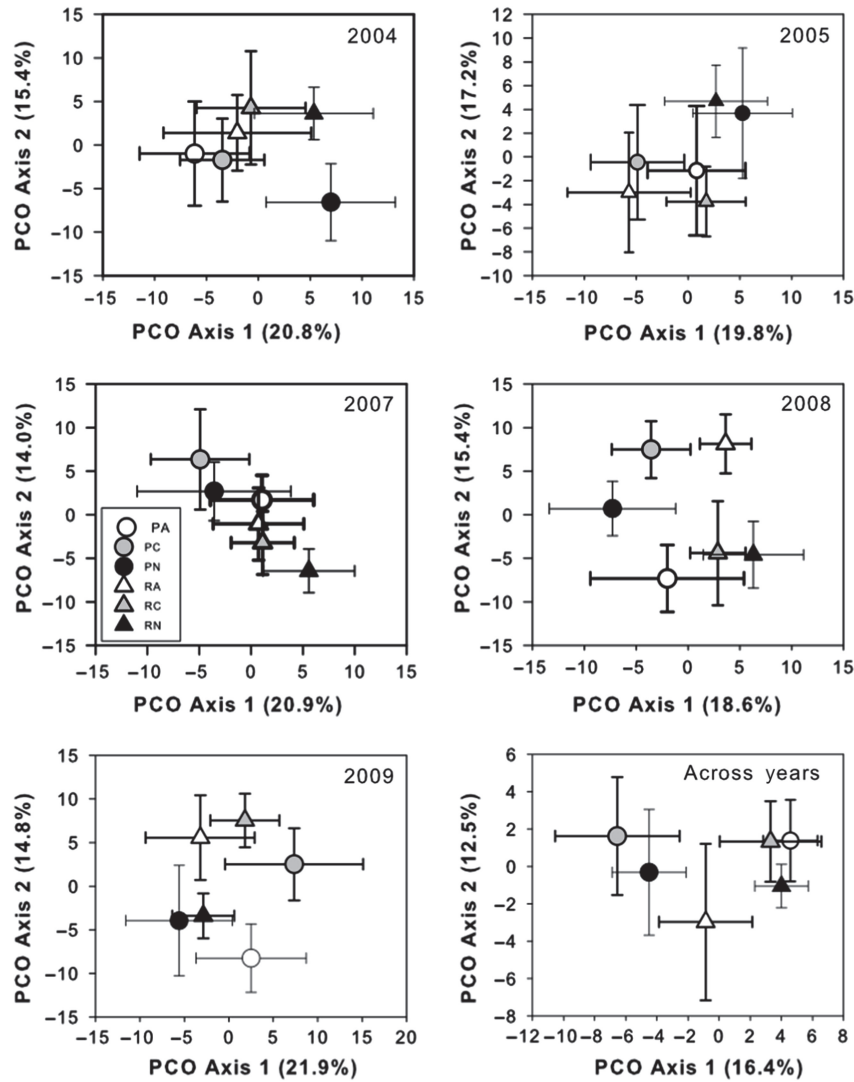 2004
PCO Axis 2 (15.4%)
15
10
5
0
−5
−10
−15
−15 −10 −5 0 5 10 15
PCO Axis 1 (20.8%)
2005
PCO Axis 2 (17.2%)
12
10
8
6
4
2
0
−2
−4
−6
−8
−10
−15 −10 −5 0 5 10 15
PCO Axis 1 (19.8%)
2007
PCO Axis 2 (14.0%)
15
10
5
0
−5
−10
−15
PA
PC
PN
RA
RC
RN
−15 −10 −5 0 5 10 15
PCO Axis 1 (20.9%)
2008
PCO Axis 2 (15.4%)
15
10
5
0
−5
−10
−15
−15 −10 −5 0 5 10 15
PCO Axis 1 (18.6%)
2009
PCO Axis 2 (14.8%)
15
10
5
0
−5
−10
−15
−15 −10 −5 0 5 10 15 20
PCO Axis 1 (21.9%)
Across years
PCO Axis 2 (12.5%)
6
4
2
0
−2
−4
−6
−8
−12 −10 −8 −6 −4 −2 0 2 4 6 8
PCO Axis 1 (16.4%)